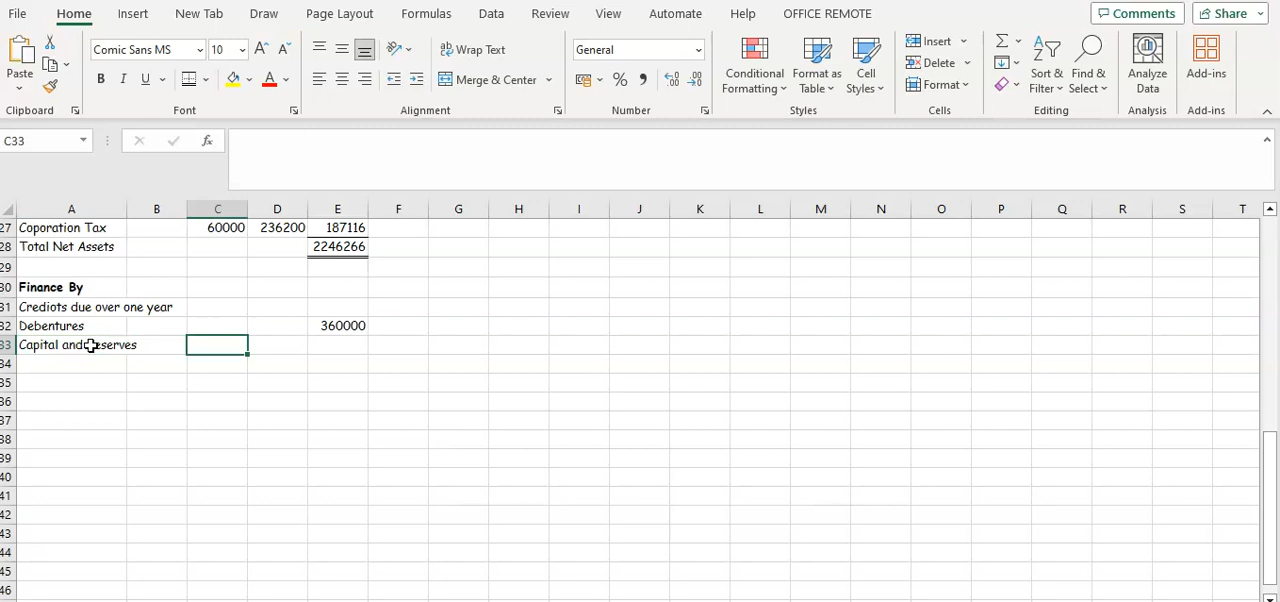 File Home Insert New Tab Draw Page Layout Formulas Data Review View Automate Help OFFICE REMOTE Comments Share
Paste Comic Sans MS 10 A A Wrap Text General Insert
B I U A Merge & Center % Delete
Conditional Formatting Format as Table Cell Styles Format Sort & Filter Find & Select Analyze Data Add-ins
Clipboard Font Alignment Number Styles Cells Editing Analysis Add-ins
C33 fx
A B C D E F G H I J K L M N O P Q R S T
27 Coporation Tax 60000 236200 187116
28 Total Net Assets 2246266
29
30 Finance By
31 Crediots due over one year
32 Debentures 360000
33 Capital and reserves
34
35
36
37
38
39
40
41
42
43
44
45
46